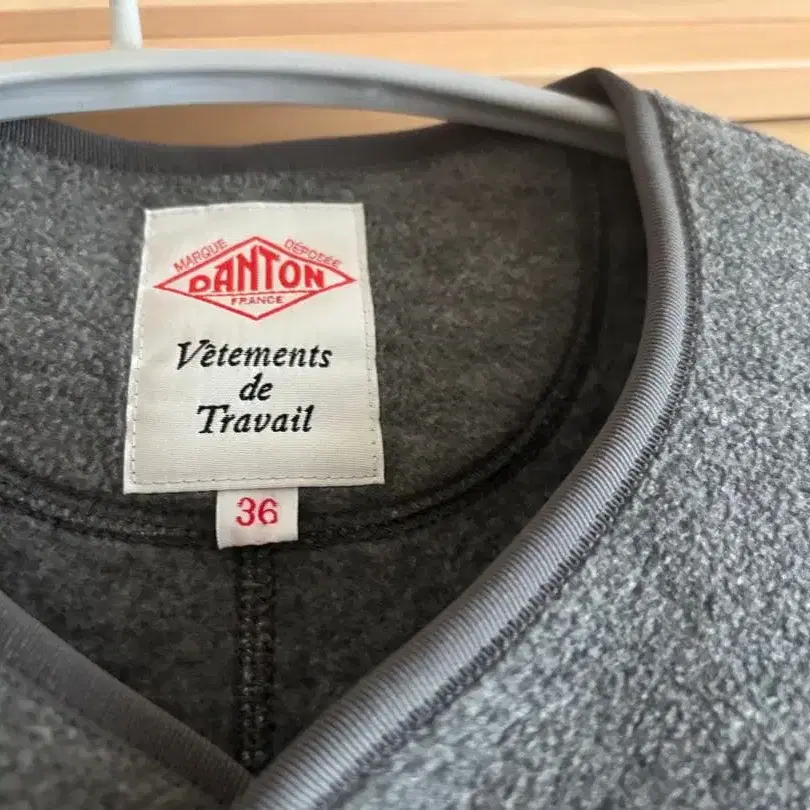 MARQUE DÉPOSÉE
DANTON
FRANCE
Vêtements
de
Travail
36